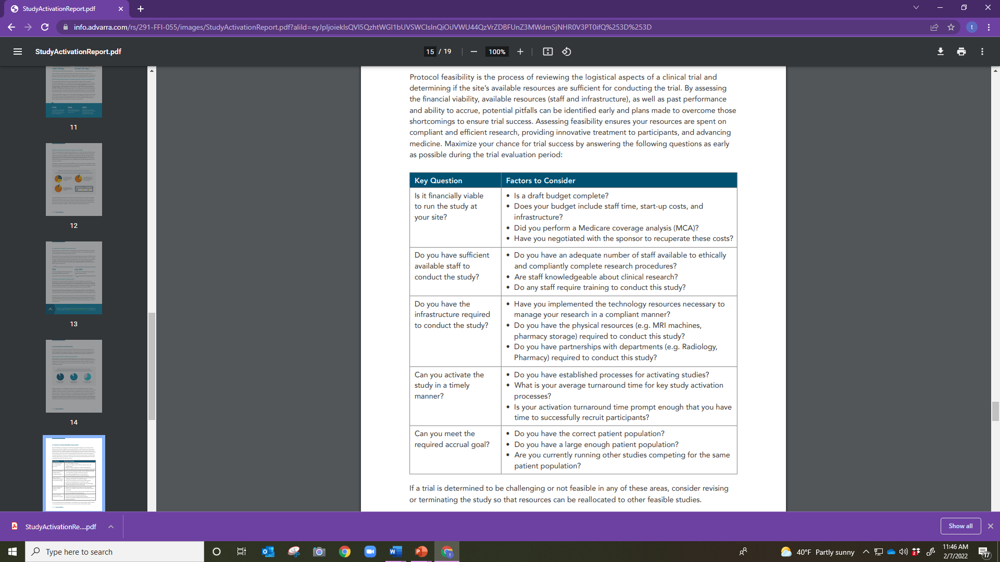 StudyActivationReport.pdf
info.advarra.com/rs/291-FFI-055/images/StudyActivationReport.pdf?aliId=eyJpIjoiekIsQVI5QzhtWGI1bUVSWCIsInQiOiJVWU44QzVrZDBFUnZ3MWdmSjNHR0V3PT0ifQ%253D%253D
t
StudyActivationReport.pdf
15 / 19
100%
11
12
13
14
Protocol feasibility is the process of reviewing the logistical aspects of a clinical trial and
determining if the site's available resources are sufficient for conducting the trial. By assessing
the financial viability, available resources (staff and infrastructure), as well as past performance
and ability to accrue, potential pitfalls can be identified early and plans made to overcome those
shortcomings to ensure trial success. Assessing feasibility ensures your resources are spent on
compliant and efficient research, providing innovative treatment to participants, and advancing
medicine. Maximize your chance for trial success by answering the following questions as early
as possible during the trial evaluation period:
Key Question
Factors to Consider
Is it financially viable
to run the study at
your site?
• Is a draft budget complete?
• Does your budget include staff time, start-up costs, and
infrastructure?
• Did you perform a Medicare coverage analysis (MCA)?
• Have you negotiated with the sponsor to recuperate these costs?
Do you have sufficient
available staff to
conduct the study?
• Do you have an adequate number of staff available to ethically
and compliantly complete research procedures?
• Are staff knowledgeable about clinical research?
• Do any staff require training to conduct this study?
Do you have the
infrastructure required
to conduct the study?
• Have you implemented the technology resources necessary to
manage your research in a compliant manner?
• Do you have the physical resources (e.g. MRI machines,
pharmacy storage) required to conduct this study?
• Do you have partnerships with departments (e.g. Radiology,
Pharmacy) required to conduct this study?
Can you activate the
study in a timely
manner?
• Do you have established processes for activating studies?
• What is your average turnaround time for key study activation
processes?
• Is your activation turnaround time prompt enough that you have
time to successfully recruit participants?
Can you meet the
required accrual goal?
• Do you have the correct patient population?
• Do you have a large enough patient population?
• Are you currently running other studies competing for the same
patient population?
If a trial is determined to be challenging or not feasible in any of these areas, consider revising
or terminating the study so that resources can be reallocated to other feasible studies.
StudyActivationRe....pdf
Show all
Type here to search
40°F Partly sunny
11:46 AM
2/7/2022
17